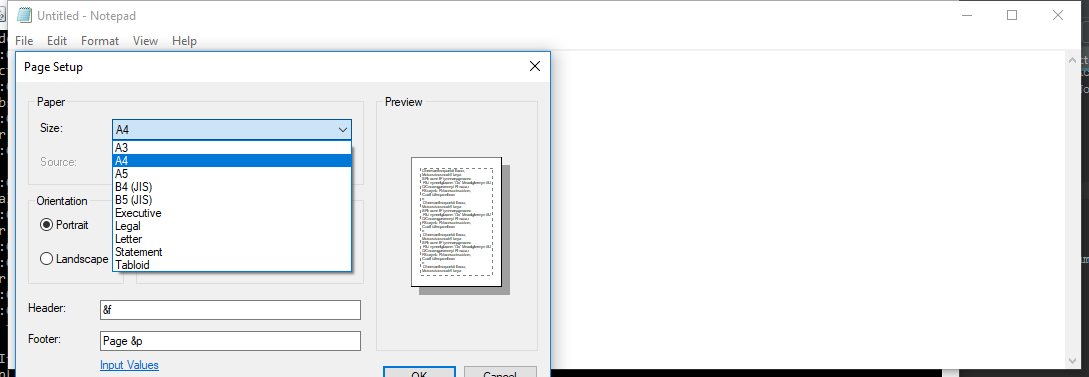 Untitled - Notepad
File Edit Format View Help
Page Setup
Paper
Size: A4
A3
A4
A5
B4 (JIS)
B5 (JIS)
Executive
Legal
Letter
Statement
Tabloid
Source:
Orientation
Portrait
Landscape
Header: &f
Footer: Page &p
Input Values
Preview
OK Cancel